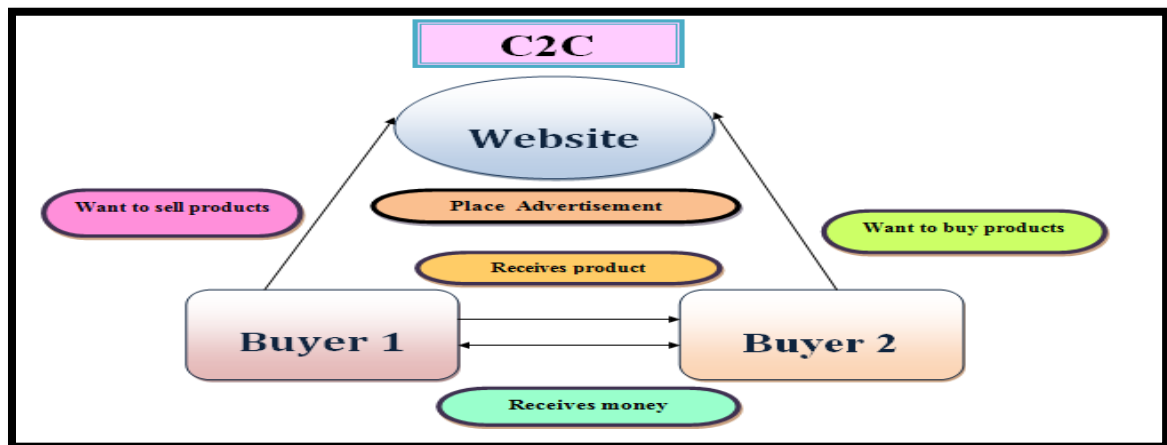 C2C
Website
Want to sell products
Place Advertisement
Want to buy products
Receives product
Buyer 1
Buyer 2
Receives money